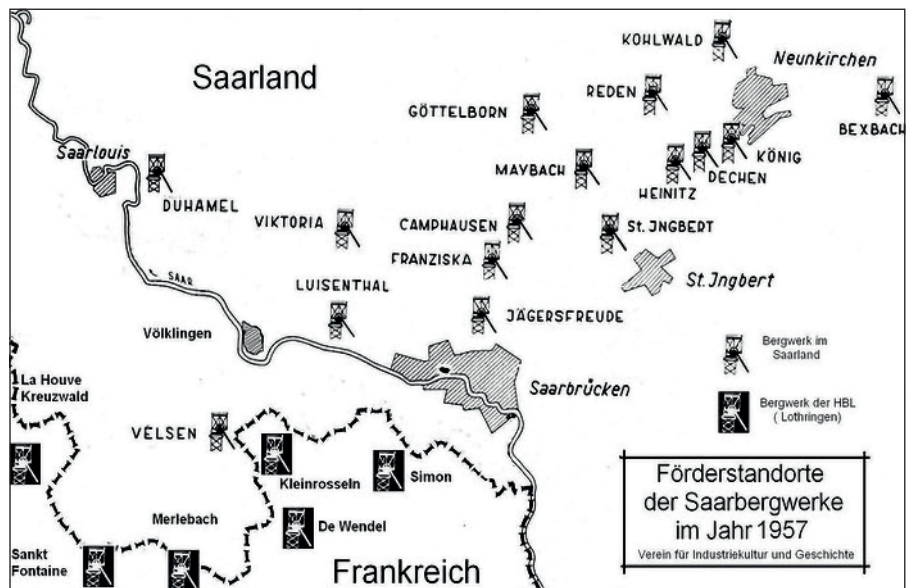 KOHLWALD
Neunkirchen
Saarland
REDEN
GÖTTELBORN
BEXBACH
KÖNIG
Saarlouis
MAYBACH
DECHEN
HEINITZ
DUHAMEL
VIKTORIA
CAMPHAUSEN
St. JNGBERT
FRANZISKA
SAAR
LUISENTHAL
St. Jngbert
JÄGERSFREUDE
Völklingen
Bergwerk im
Saarland
La Houve
Kreuzwald
Saarbrücken
Bergwerk der HBL
( Lothringen)
VELSEN
Kleinrosseln
Simon
Förderstandorte
der Saarbergwerke
im Jahr 1957
Verein für Industriekultur und Geschichte
Merlebach
De Wendel
Sankt
Fontaine
Frankreich